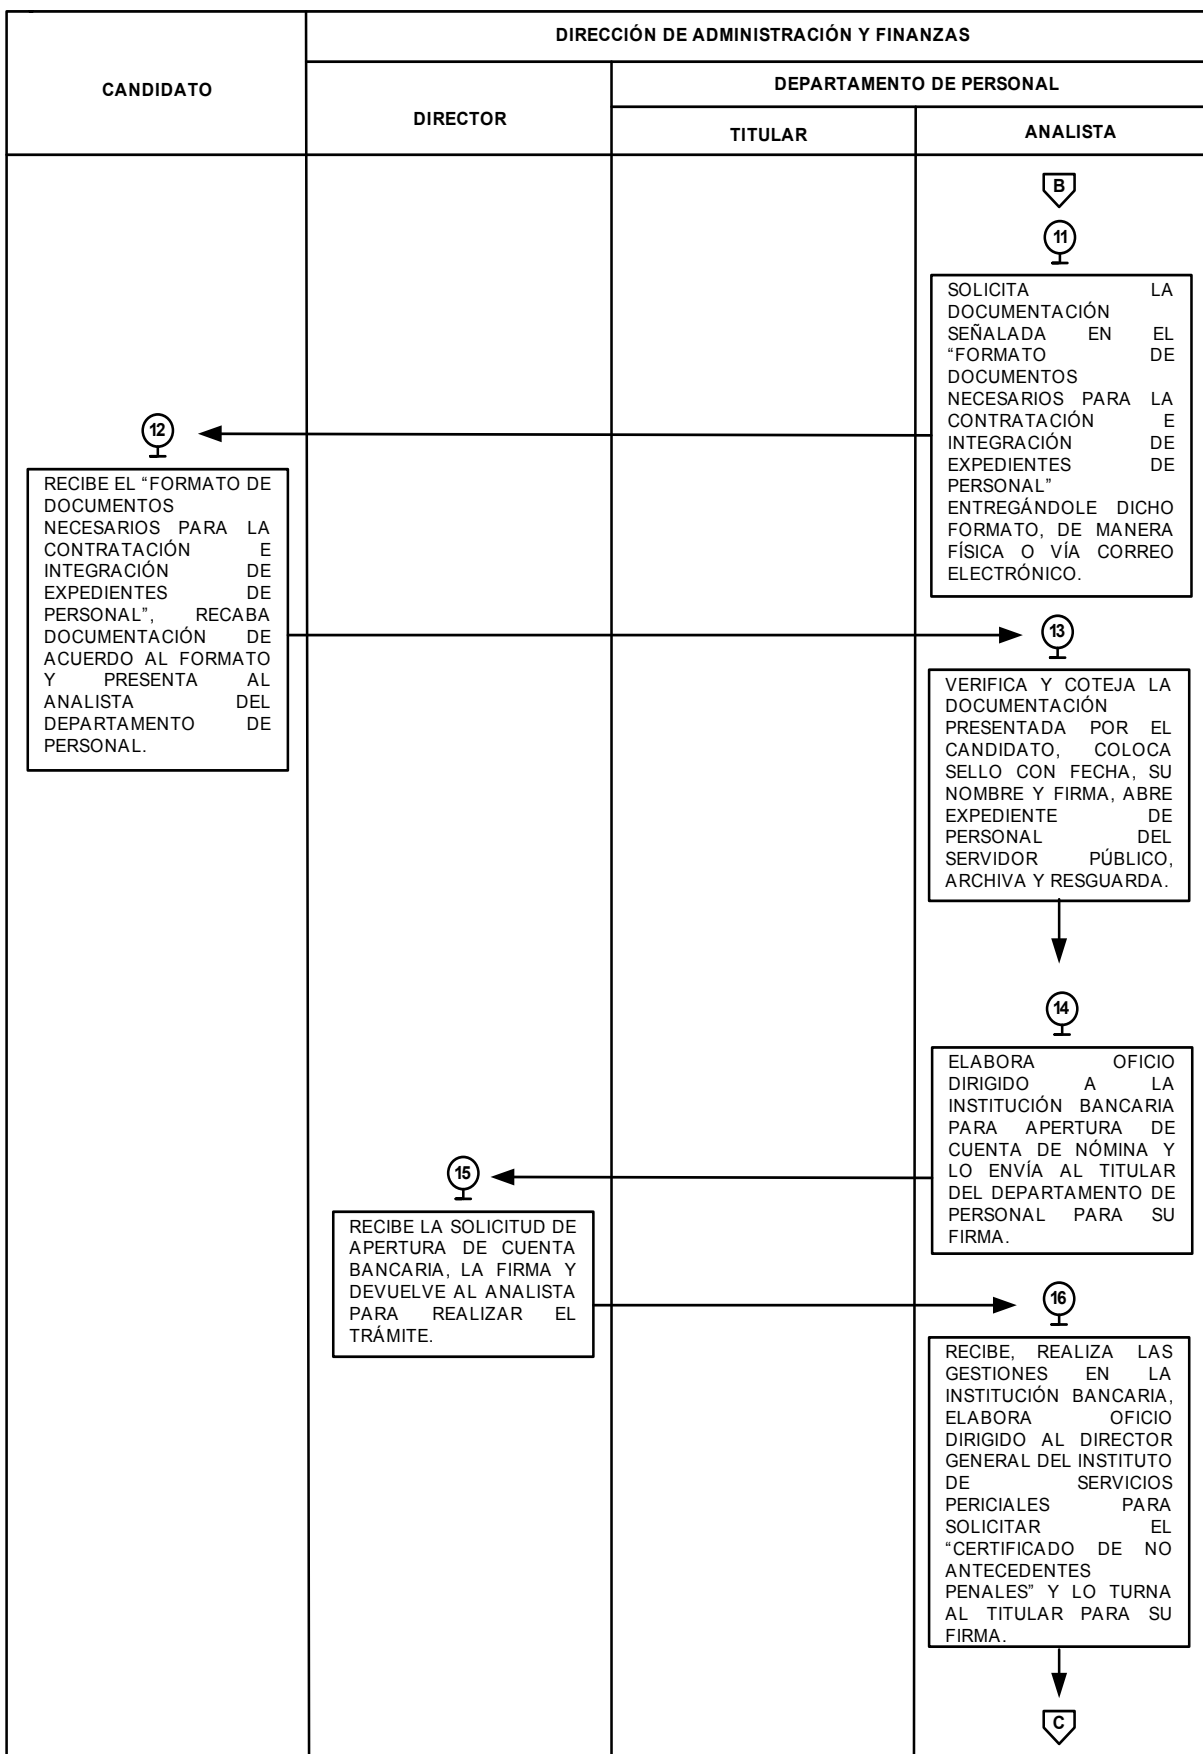 DIRECCIÓN DE ADMINISTRACIÓN Y FINANZAS
CANDIDATO
DEPARTAMENTO DE PERSONAL
DIRECTOR
TITULAR
ANALISTA
B
11
SOLICITA LA
DOCUMENTACIÓN
SEÑALADA EN EL
“FORMATO DE
DOCUMENTOS
NECESARIOS PARA LA
CONTRATACIÓN E
INTEGRACIÓN DE
EXPEDIENTES DE
PERSONAL”
ENTREGÁNDOLE DICHO
FORMATO, DE MANERA
FÍSICA O VÍA CORREO
ELECTRÓNICO.
12
RECIBE EL “FORMATO DE
DOCUMENTOS
NECESARIOS PARA LA
CONTRATACIÓN E
INTEGRACIÓN DE
EXPEDIENTES DE
PERSONAL”, RECABA
DOCUMENTACIÓN DE
ACUERDO AL FORMATO
Y PRESENTA AL
ANALISTA DEL
DEPARTAMENTO DE
PERSONAL.
13
VERIFICA Y COTEJA LA
DOCUMENTACIÓN
PRESENTADA POR EL
CANDIDATO, COLOCA
SELLO CON FECHA, SU
NOMBRE Y FIRMA, ABRE
EXPEDIENTE DE
PERSONAL DEL
SERVIDOR PÚBLICO,
ARCHIVA Y RESGUARDA.
14
ELABORA OFICIO
DIRIGIDO A LA
INSTITUCIÓN BANCARIA
PARA APERTURA DE
CUENTA DE NÓMINA Y
LO ENVÍA AL TITULAR
DEL DEPARTAMENTO DE
PERSONAL PARA SU
FIRMA.
15
RECIBE LA SOLICITUD DE
APERTURA DE CUENTA
BANCARIA, LA FIRMA Y
DEVUELVE AL ANALISTA
PARA REALIZAR EL
TRÁMITE.
16
RECIBE, REALIZA LAS
GESTIONES EN LA
INSTITUCIÓN BANCARIA,
ELABORA OFICIO
DIRIGIDO AL DIRECTOR
GENERAL DEL INSTITUTO
DE SERVICIOS
PERICIALES PARA
SOLICITAR EL
“CERTIFICADO DE NO
ANTECEDENTES
PENALES” Y LO TURNA
AL TITULAR PARA SU
FIRMA.
C